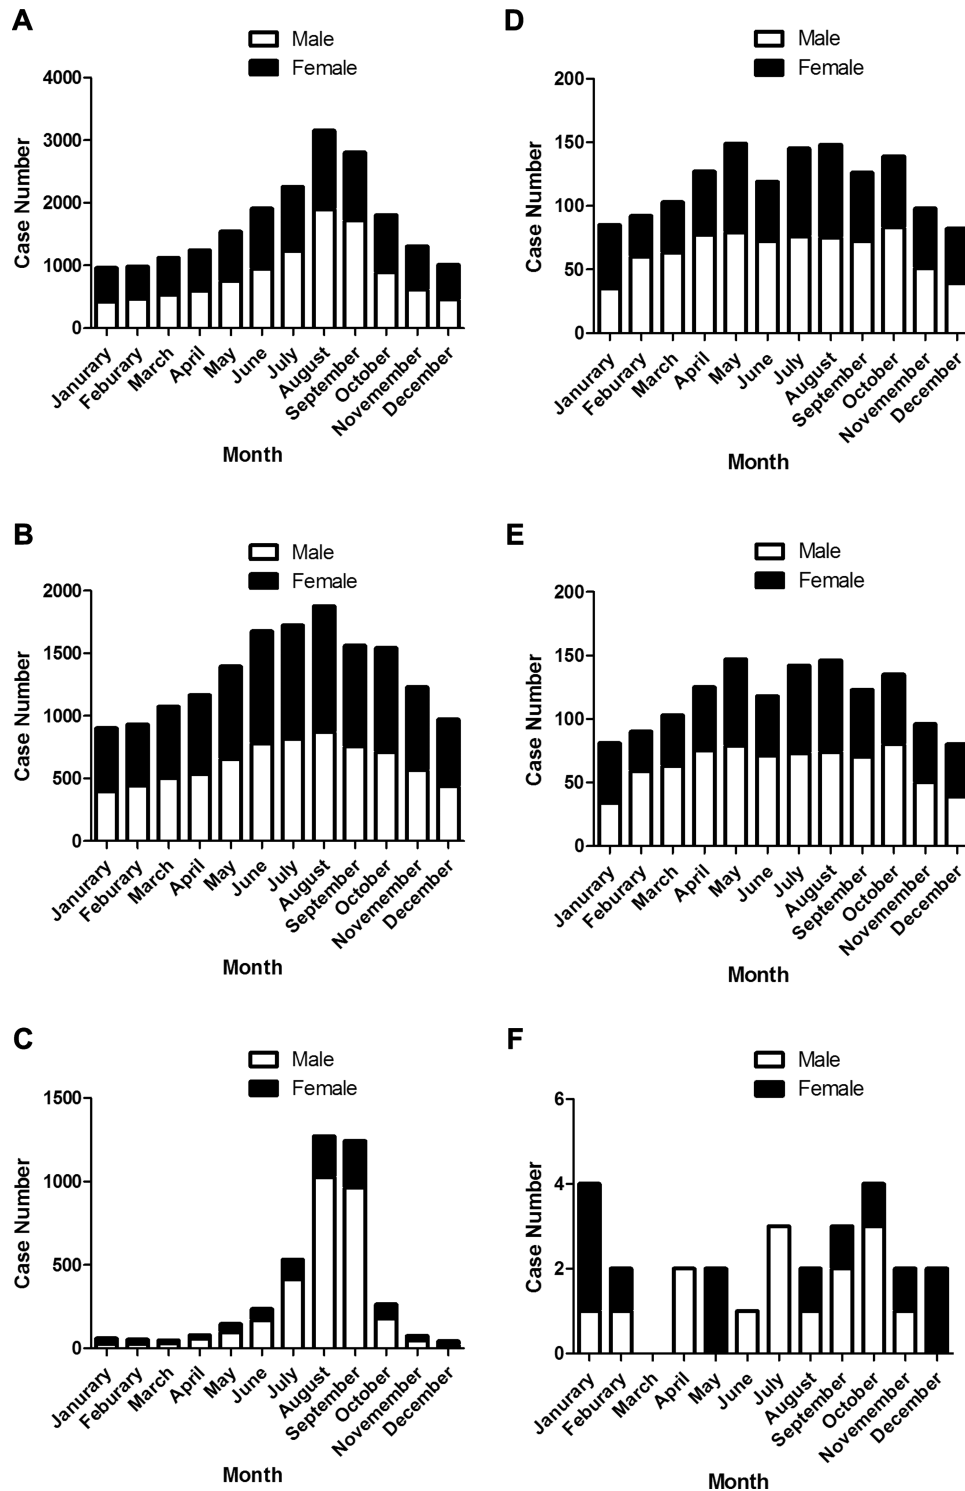 A
Male
Female
4000
3000
2000
1000
0
Case Number
Janurary
Feburary
March
April
May
June
July
August
September
October
Novemember
December
Month
D
Male
Female
200
150
100
50
0
Case Number
Janurary
Feburary
March
April
May
June
July
August
September
October
Novemember
December
Month
B
Male
Female
2000
1500
1000
500
0
Case Number
Janurary
Feburary
March
April
May
June
July
August
September
October
Novemember
December
Month
E
Male
Female
200
150
100
50
0
Case Number
Janurary
Feburary
March
April
May
June
July
August
September
October
Novemember
December
Month
C
Male
Female
1500
1000
500
0
Case Number
Janurary
Feburary
March
April
May
June
July
August
September
October
Novemember
December
Month
F
Male
Female
6
4
2
0
Case Number
Janurary
Feburary
March
April
May
June
July
August
September
October
Novemember
December
Month